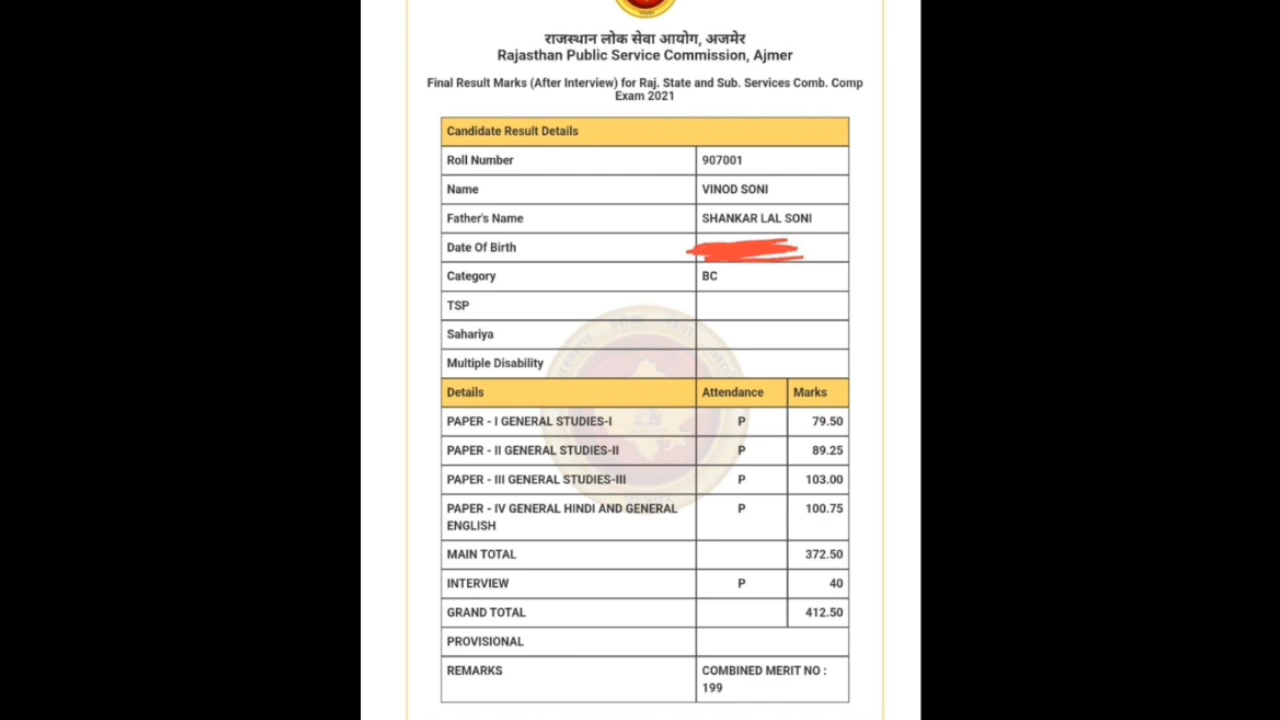 राजस्थान लोक सेवा आयोग, अजमेर
Rajasthan Public Service Commission, Ajmer
Final Result Marks (After Interview) for Raj. State and Sub. Services Comb. Comp
Exam 2021
Candidate Result Details
Roll Number 907001
Name VINOD SONI
Father's Name SHANKAR LAL SONI
Date Of Birth
Category BC
TSP
Sahariya
Multiple Disability
Details Attendance Marks
PAPER - I GENERAL STUDIES-I P 79.50
PAPER - II GENERAL STUDIES-II P 89.25
PAPER - III GENERAL STUDIES-III P 103.00
PAPER - IV GENERAL HINDI AND GENERAL P 100.75
ENGLISH
MAIN TOTAL 372.50
INTERVIEW P 40
GRAND TOTAL 412.50
PROVISIONAL
REMARKS COMBINED MERIT NO :
199